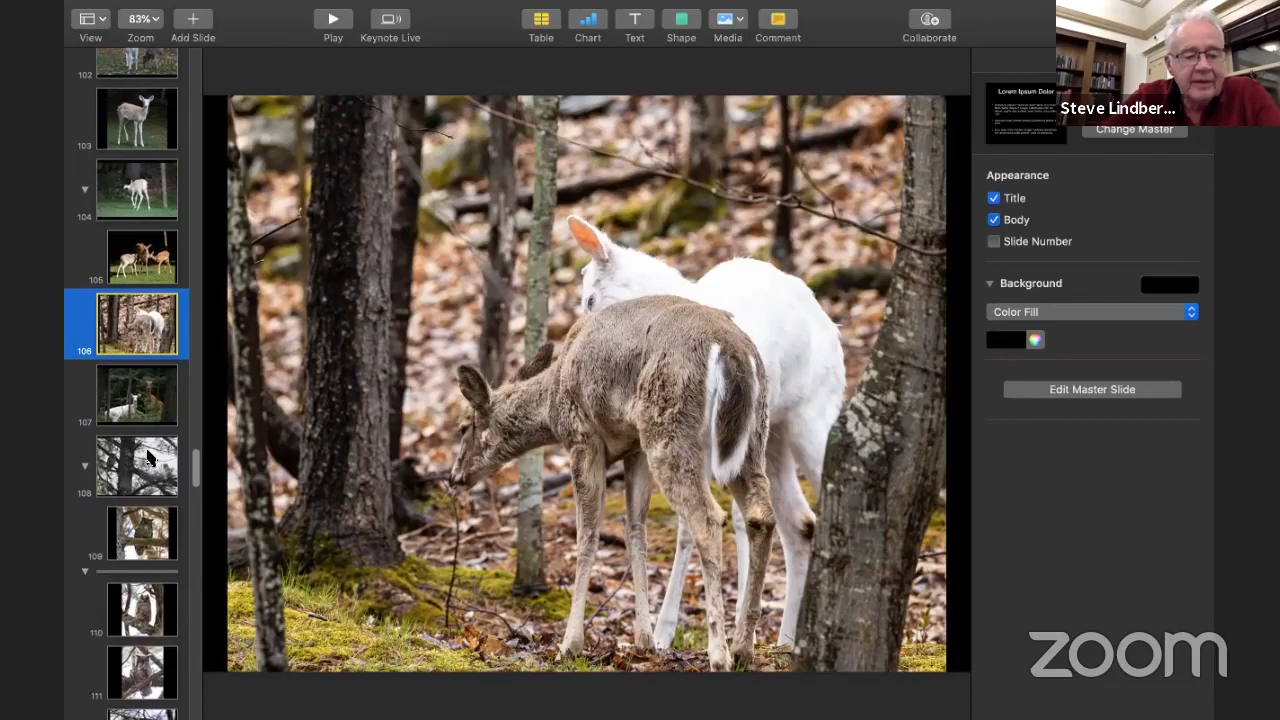 83%
View
Zoom
Add Slide
Play
Keynote Live
Table
Chart
Text
Shape
Media
Comment
Collaborate
Steve Lindber...
Lorem Ipsum Dolor
Change Master
Appearance
Title
Body
Slide Number
Background
Color Fill
Edit Master Slide
102
103
104
105
106
107
108
109
110
111
zoom